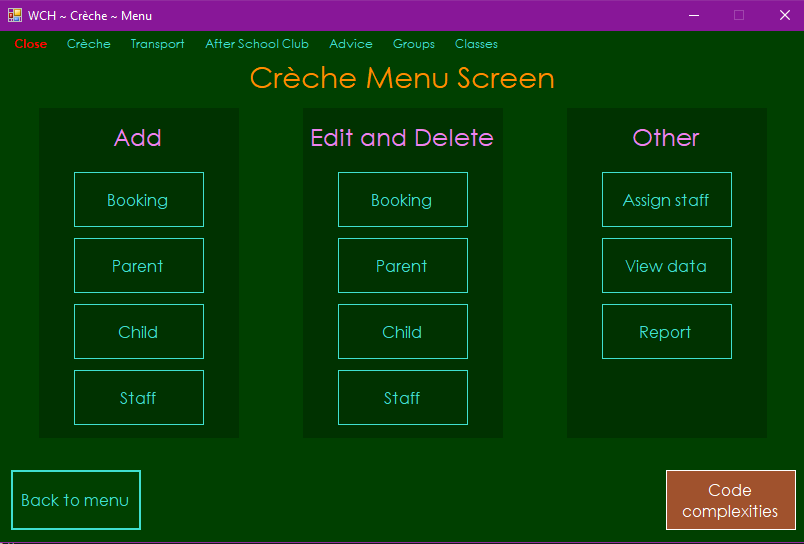 WCH ~ Crèche ~ Menu
Close Crèche Transport After School Club Advice Groups Classes
Crèche Menu Screen
Add
Booking
Parent
Child
Staff
Edit and Delete
Booking
Parent
Child
Staff
Other
Assign staff
View data
Report
Back to menu
Code
complexities